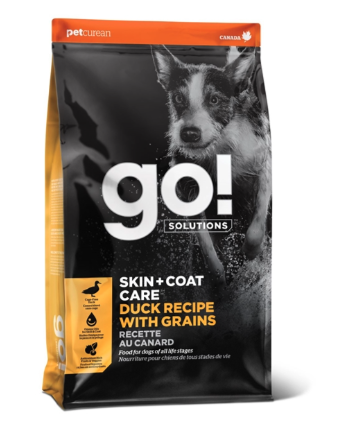 petcurean
CANADA
go!
SOLUTIONS
SKIN + COAT
CARE
DUCK RECIPE
WITH GRAINS
RECETTE
AU CANARD
Food for dogs of all life stages
Nourriture pour chiens de tous stades de vie